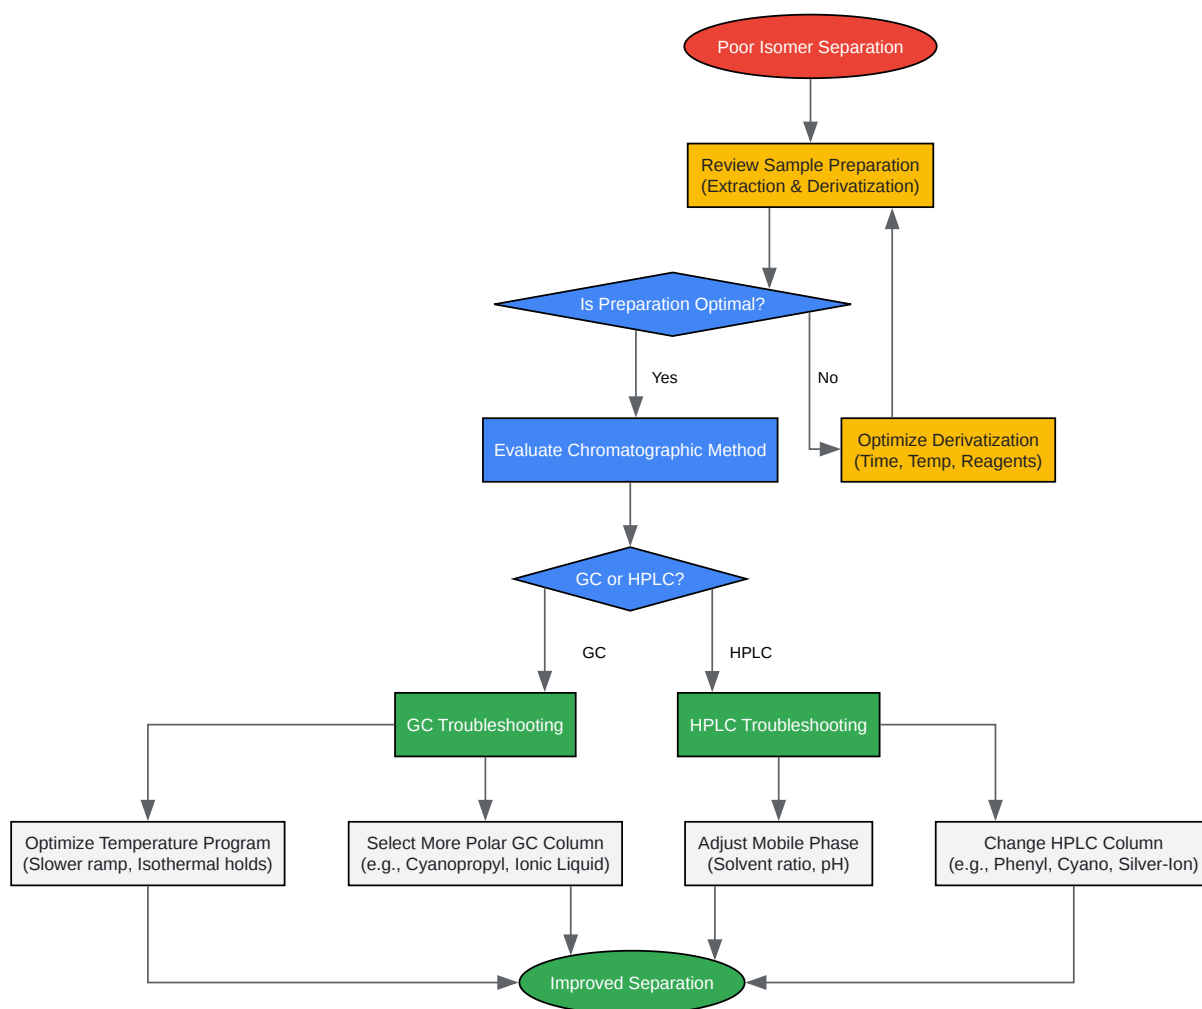 Poor Isomer Separation
Review Sample Preparation
(Extraction & Derivatization)
Is Preparation Optimal?
Yes
No
Evaluate Chromatographic Method
Optimize Derivatization
(Time, Temp, Reagents)
GC or HPLC?
GC
HPLC
GC Troubleshooting
HPLC Troubleshooting
Optimize Temperature Program
(Slower ramp, Isothermal holds)
Select More Polar GC Column
(e.g., Cyanopropyl, Ionic Liquid)
Adjust Mobile Phase
(Solvent ratio, pH)
Change HPLC Column
(e.g., Phenyl, Cyano, Silver-Ion)
Improved Separation